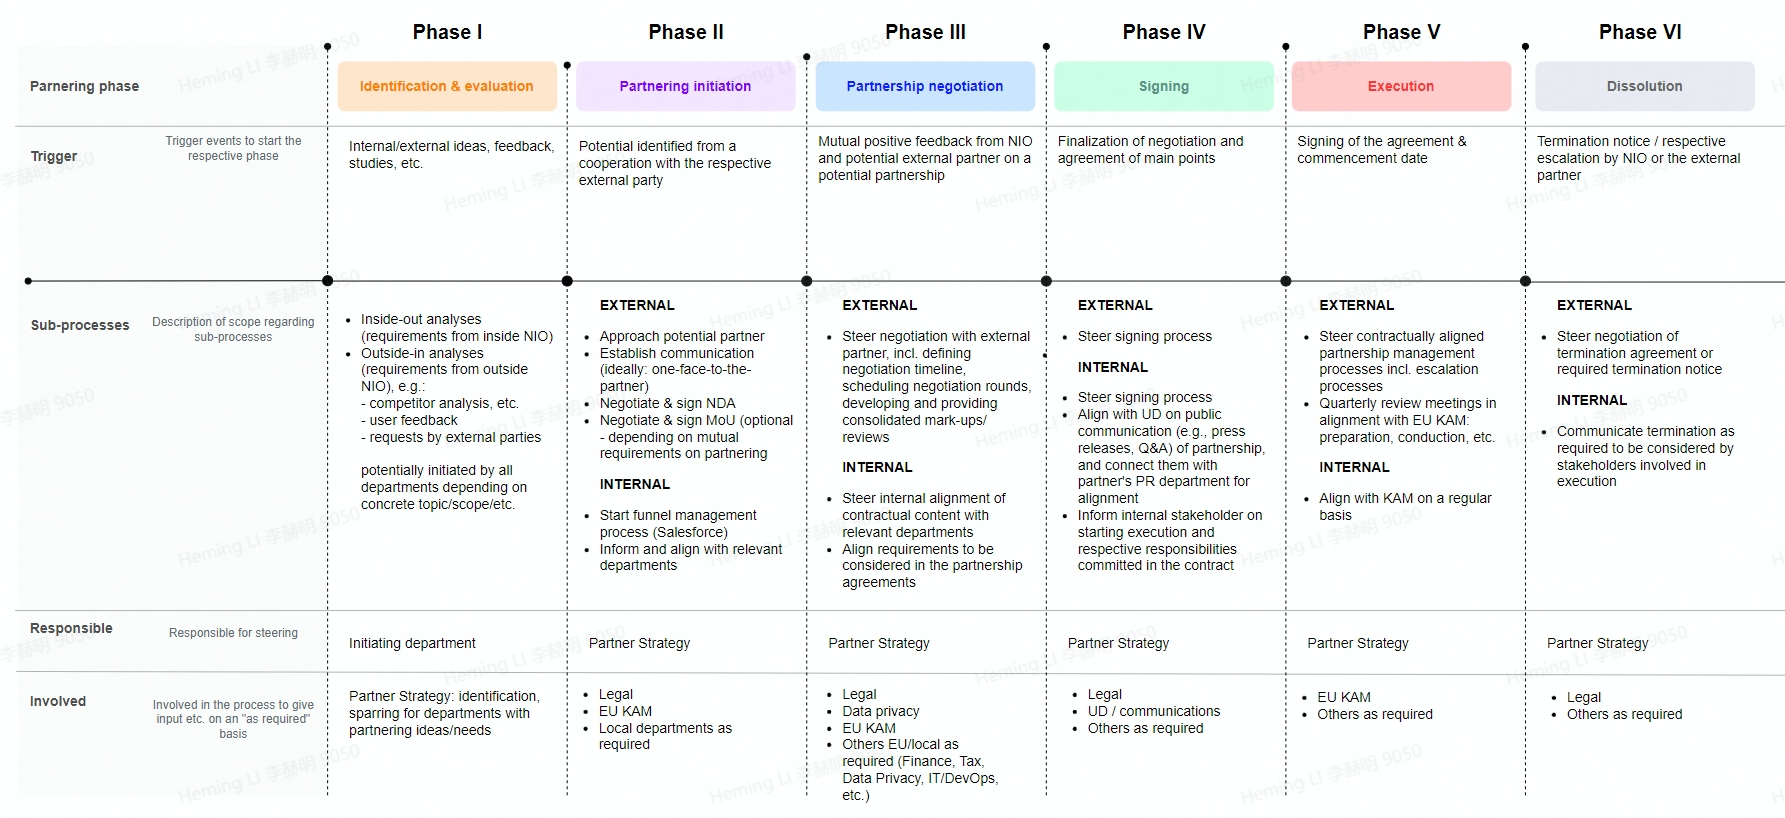 Phase I
Phase II
Phase III
Phase IV
Phase V
Phase VI
Parnering phase
Identification & evaluation
Partnering initiation
Partnership negotiation
Signing
Execution
Dissolution
Trigger
Trigger events to start the
respective phase
Internal/external ideas, feedback,
studies, etc.
Potential identified from a
cooperation with the respective
external party
Mutual positive feedback from NIO
and potential external partner on a
potential partnership
Finalization of negotiation and
agreement of main points
Signing of the agreement &
commencement date
Termination notice / respective
escalation by NIO or the external
partner
Sub-processes
Description of scope regarding
sub-processes
• Inside-out analyses
(requirements from inside NIO)
• Outside-in analyses
(requirements from outside
NIO), e.g.:
- competitor analysis, etc.
- user feedback
- requests by external parties
potentially initiated by all
departments depending on
concrete topic/scope/etc.
EXTERNAL
• Approach potential partner
• Establish communication
(ideally: one-face-to-the-
partner)
• Negotiate & sign NDA
• Negotiate & sign MoU (optional
- depending on mutual
requirements on partnering
INTERNAL
• Start funnel management
process (Salesforce)
• Inform and align with relevant
departments
EXTERNAL
• Steer negotiation with external
partner, incl. defining
negotiation timeline,
scheduling negotiation rounds,
developing and providing
consolidated mark-ups/
reviews
INTERNAL
• Steer internal alignment of
contractual content with
relevant departments
• Align requirements to be
considered in the partnership
agreements
EXTERNAL
• Steer signing process
INTERNAL
• Steer signing process
• Align with UD on public
communication (e.g., press
releases, Q&A) of partnership,
and connect them with
partner's PR department for
alignment
• Inform internal stakeholder on
starting execution and
respective responsibilities
committed in the contract
EXTERNAL
• Steer contractually aligned
partnership management
processes incl. escalation
processes
• Quarterly review meetings in
alignment with EU KAM:
preparation, conduction, etc.
INTERNAL
• Align with KAM on a regular
basis
EXTERNAL
• Steer negotiation of
termination agreement or
required termination notice
INTERNAL
• Communicate termination as
required to be considered by
stakeholders involved in
execution
Responsible
Responsible for steering
Initiating department
Partner Strategy
Partner Strategy
Partner Strategy
Partner Strategy
Partner Strategy
Involved
Involved in the process to give
input etc. on an "as required"
basis
Partner Strategy: identification,
sparring for departments with
partnering ideas/needs
• Legal
• EU KAM
• Local departments as
required
• Legal
• Data privacy
• EU KAM
• Others EU/local as
required (Finance, Tax,
Data Privacy, IT/DevOps,
etc.)
• Legal
• UD / communications
• Others as required
• EU KAM
• Others as required
• Legal
• Others as required
Heming LI 李赫明 9050